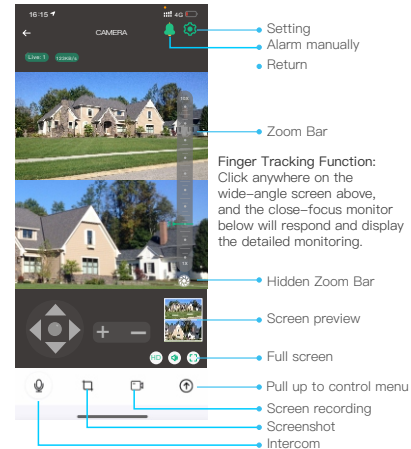 16:15
4G
CAMERA
Live: 1
123KB/s
Setting
Alarm manually
Return
Zoom Bar
Finger Tracking Function:
Click anywhere on the
wide-angle screen above,
and the close-focus monitor
below will respond and display
the detailed monitoring.
Hidden Zoom Bar
Screen preview
HD
Full screen
Pull up to control menu
Screen recording
Screenshot
Intercom